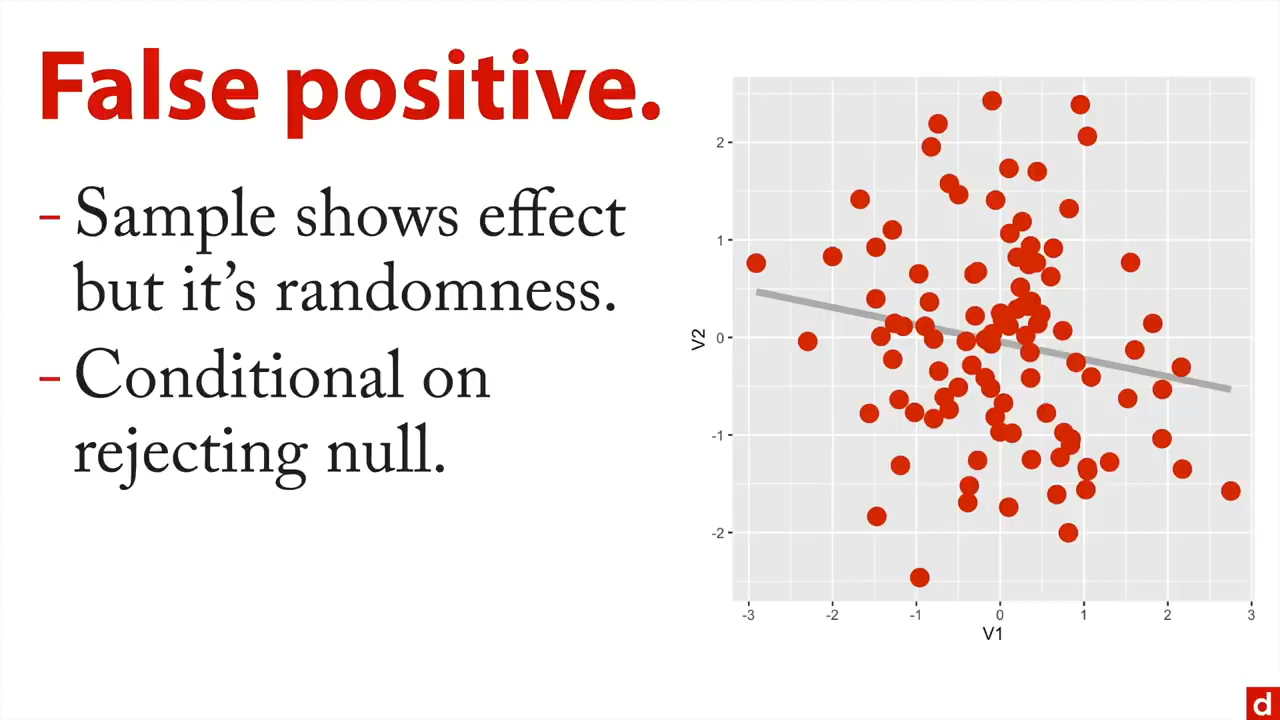 False positive.
- Sample shows effect
but it's randomness.
- Conditional on
rejecting null.
2
1
0
-1
-2
V2
-3 -2 -1 0 1 2 3
V1
d